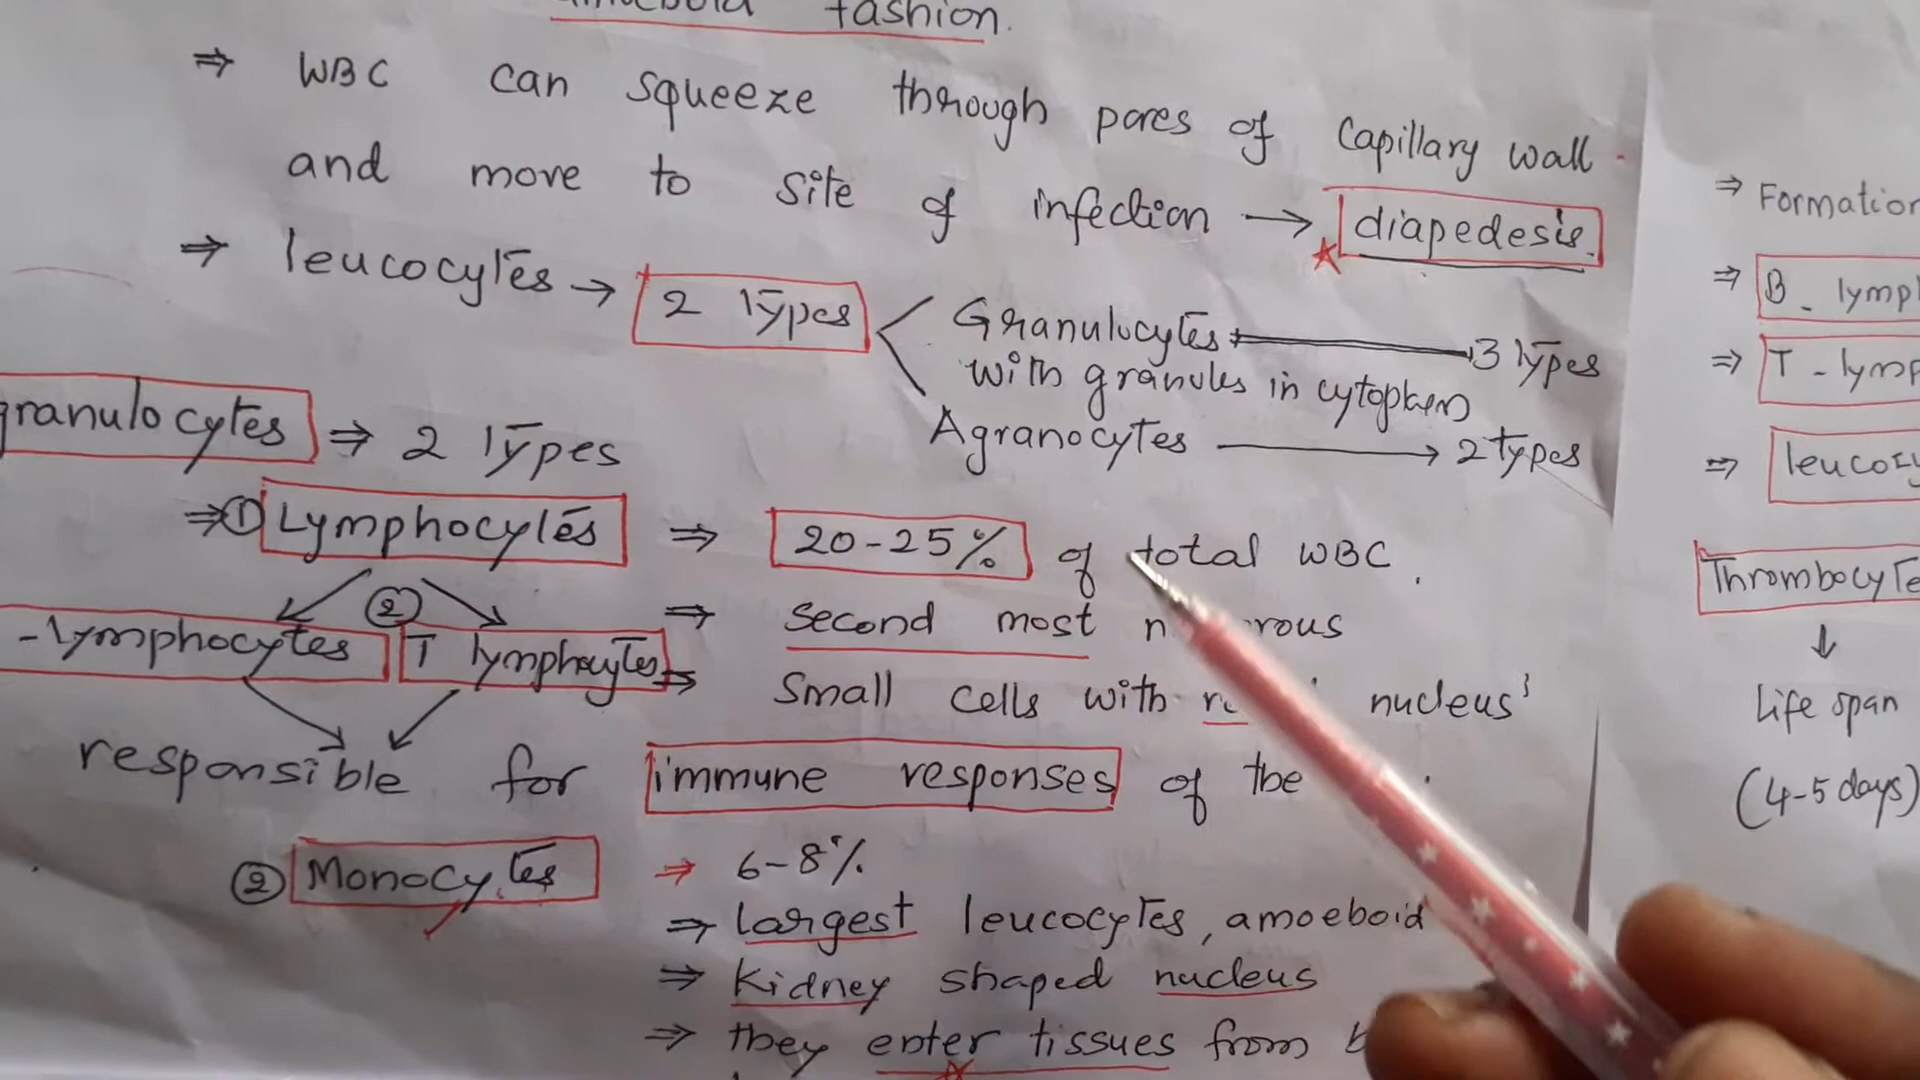 fashion.
⇒ WBC can squeeze through pores of capillary wall
and move to site of infection → diapedesis.
⇒ leucocytes → 2 types
Granulocytes 3 types
with granules in cytoplasm
Agranocytes → 2 types
granulocytes ⇒ 2 types
⇒ ① Lymphocytes ⇒ 20-25% of total WBC.
②
-lymphocytes T lymphocytes ⇒ second most
⇒ Small cells with nucleus
responsible for immune responses of the
② Monocytes → 6-8%
⇒ largest leucocytes, amoeboid
⇒ Kidney shaped nucleus
⇒ they enter tissues from
⇒ Formation
⇒ B - lymph
⇒ T - lymp
⇒ leucocy
Thrombocyte
↓
life span
(4-5 days)